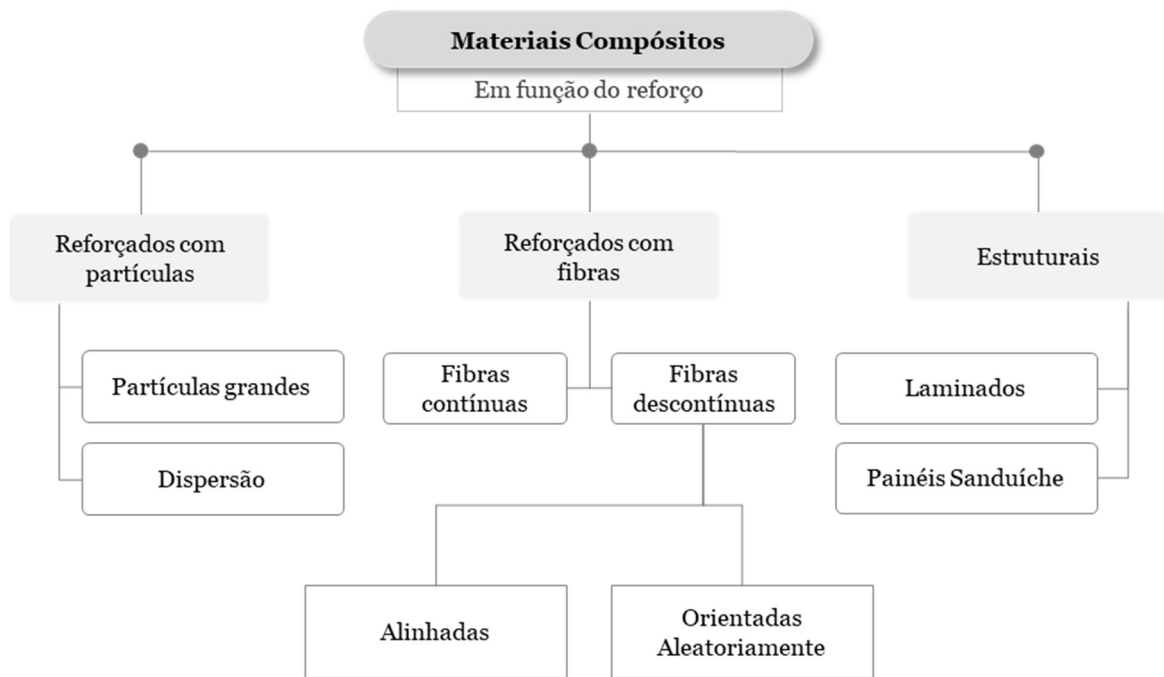 Materiais Compósitos
Em função do reforço
Reforçados com
partículas
Reforçados com
fibras
Estruturais
Partículas grandes
Fibras
contínuas
Fibras
descontínuas
Laminados
Dispersão
Painéis Sanduíche
Alinhadas
Orientadas
Aleatoriamente